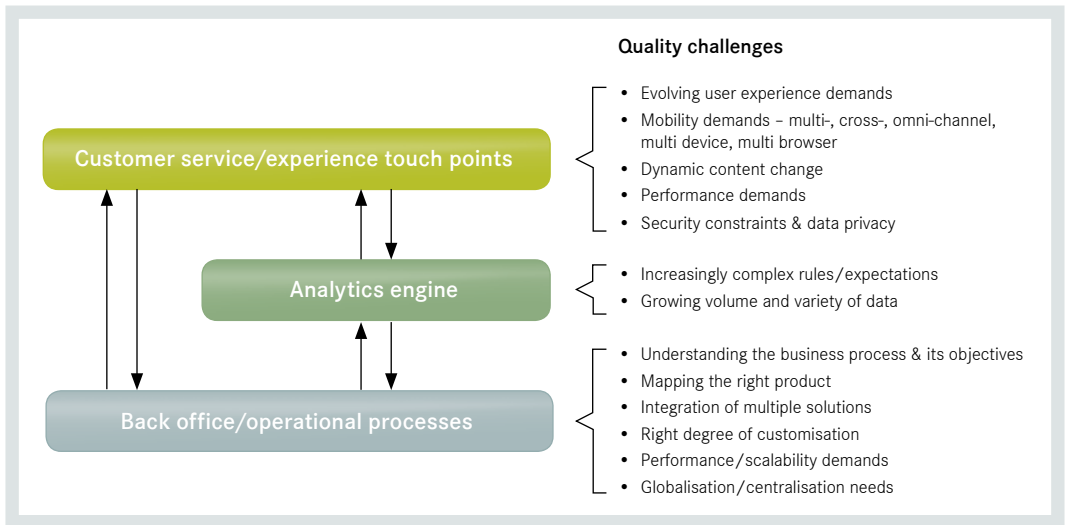 Quality challenges
• Evolving user experience demands
• Mobility demands – multi-, cross-, omni-channel,
multi device, multi browser
• Dynamic content change
• Performance demands
• Security constraints & data privacy
Customer service/experience touch points
• Increasingly complex rules/expectations
• Growing volume and variety of data
Analytics engine
• Understanding the business process & its objectives
• Mapping the right product
• Integration of multiple solutions
• Right degree of customisation
• Performance/scalability demands
• Globalisation/centralisation needs
Back office/operational processes